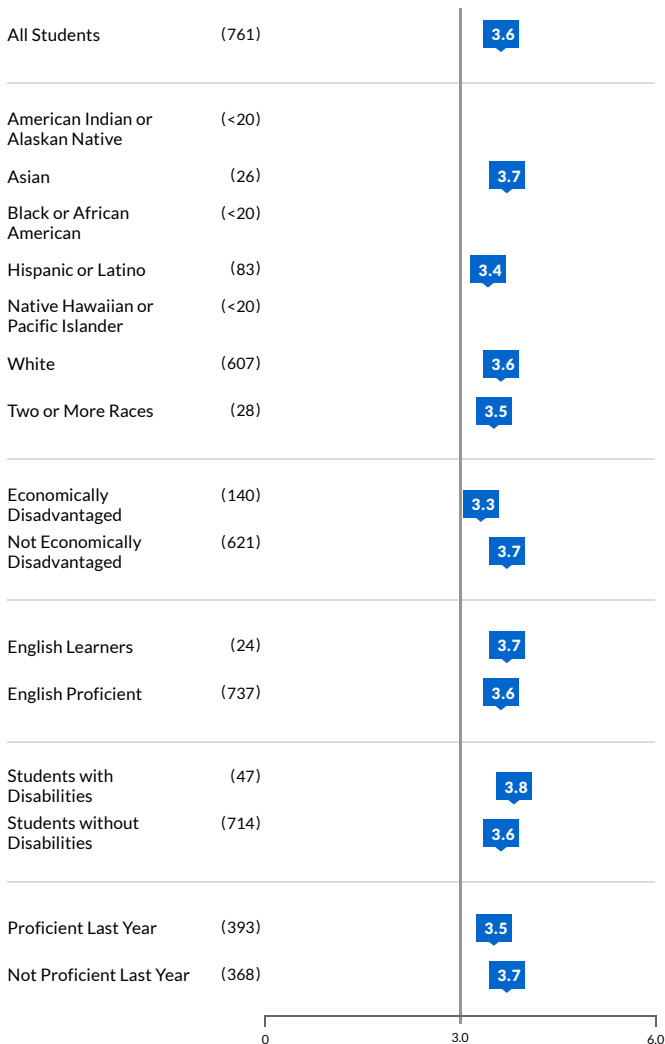 All Students (761) 3.6
American Indian or (<20)
Alaskan Native
Asian (26) 3.7
Black or African (<20)
American
Hispanic or Latino (83) 3.4
Native Hawaiian or (<20)
Pacific Islander
White (607) 3.6
Two or More Races (28) 3.5
Economically (140) 3.3
Disadvantaged
Not Economically (621) 3.7
Disadvantaged
English Learners (24) 3.7
English Proficient (737) 3.6
Students with (47) 3.8
Disabilities
Students without (714) 3.6
Disabilities
Proficient Last Year (393) 3.5
Not Proficient Last Year (368) 3.7
0 3.0 6.0